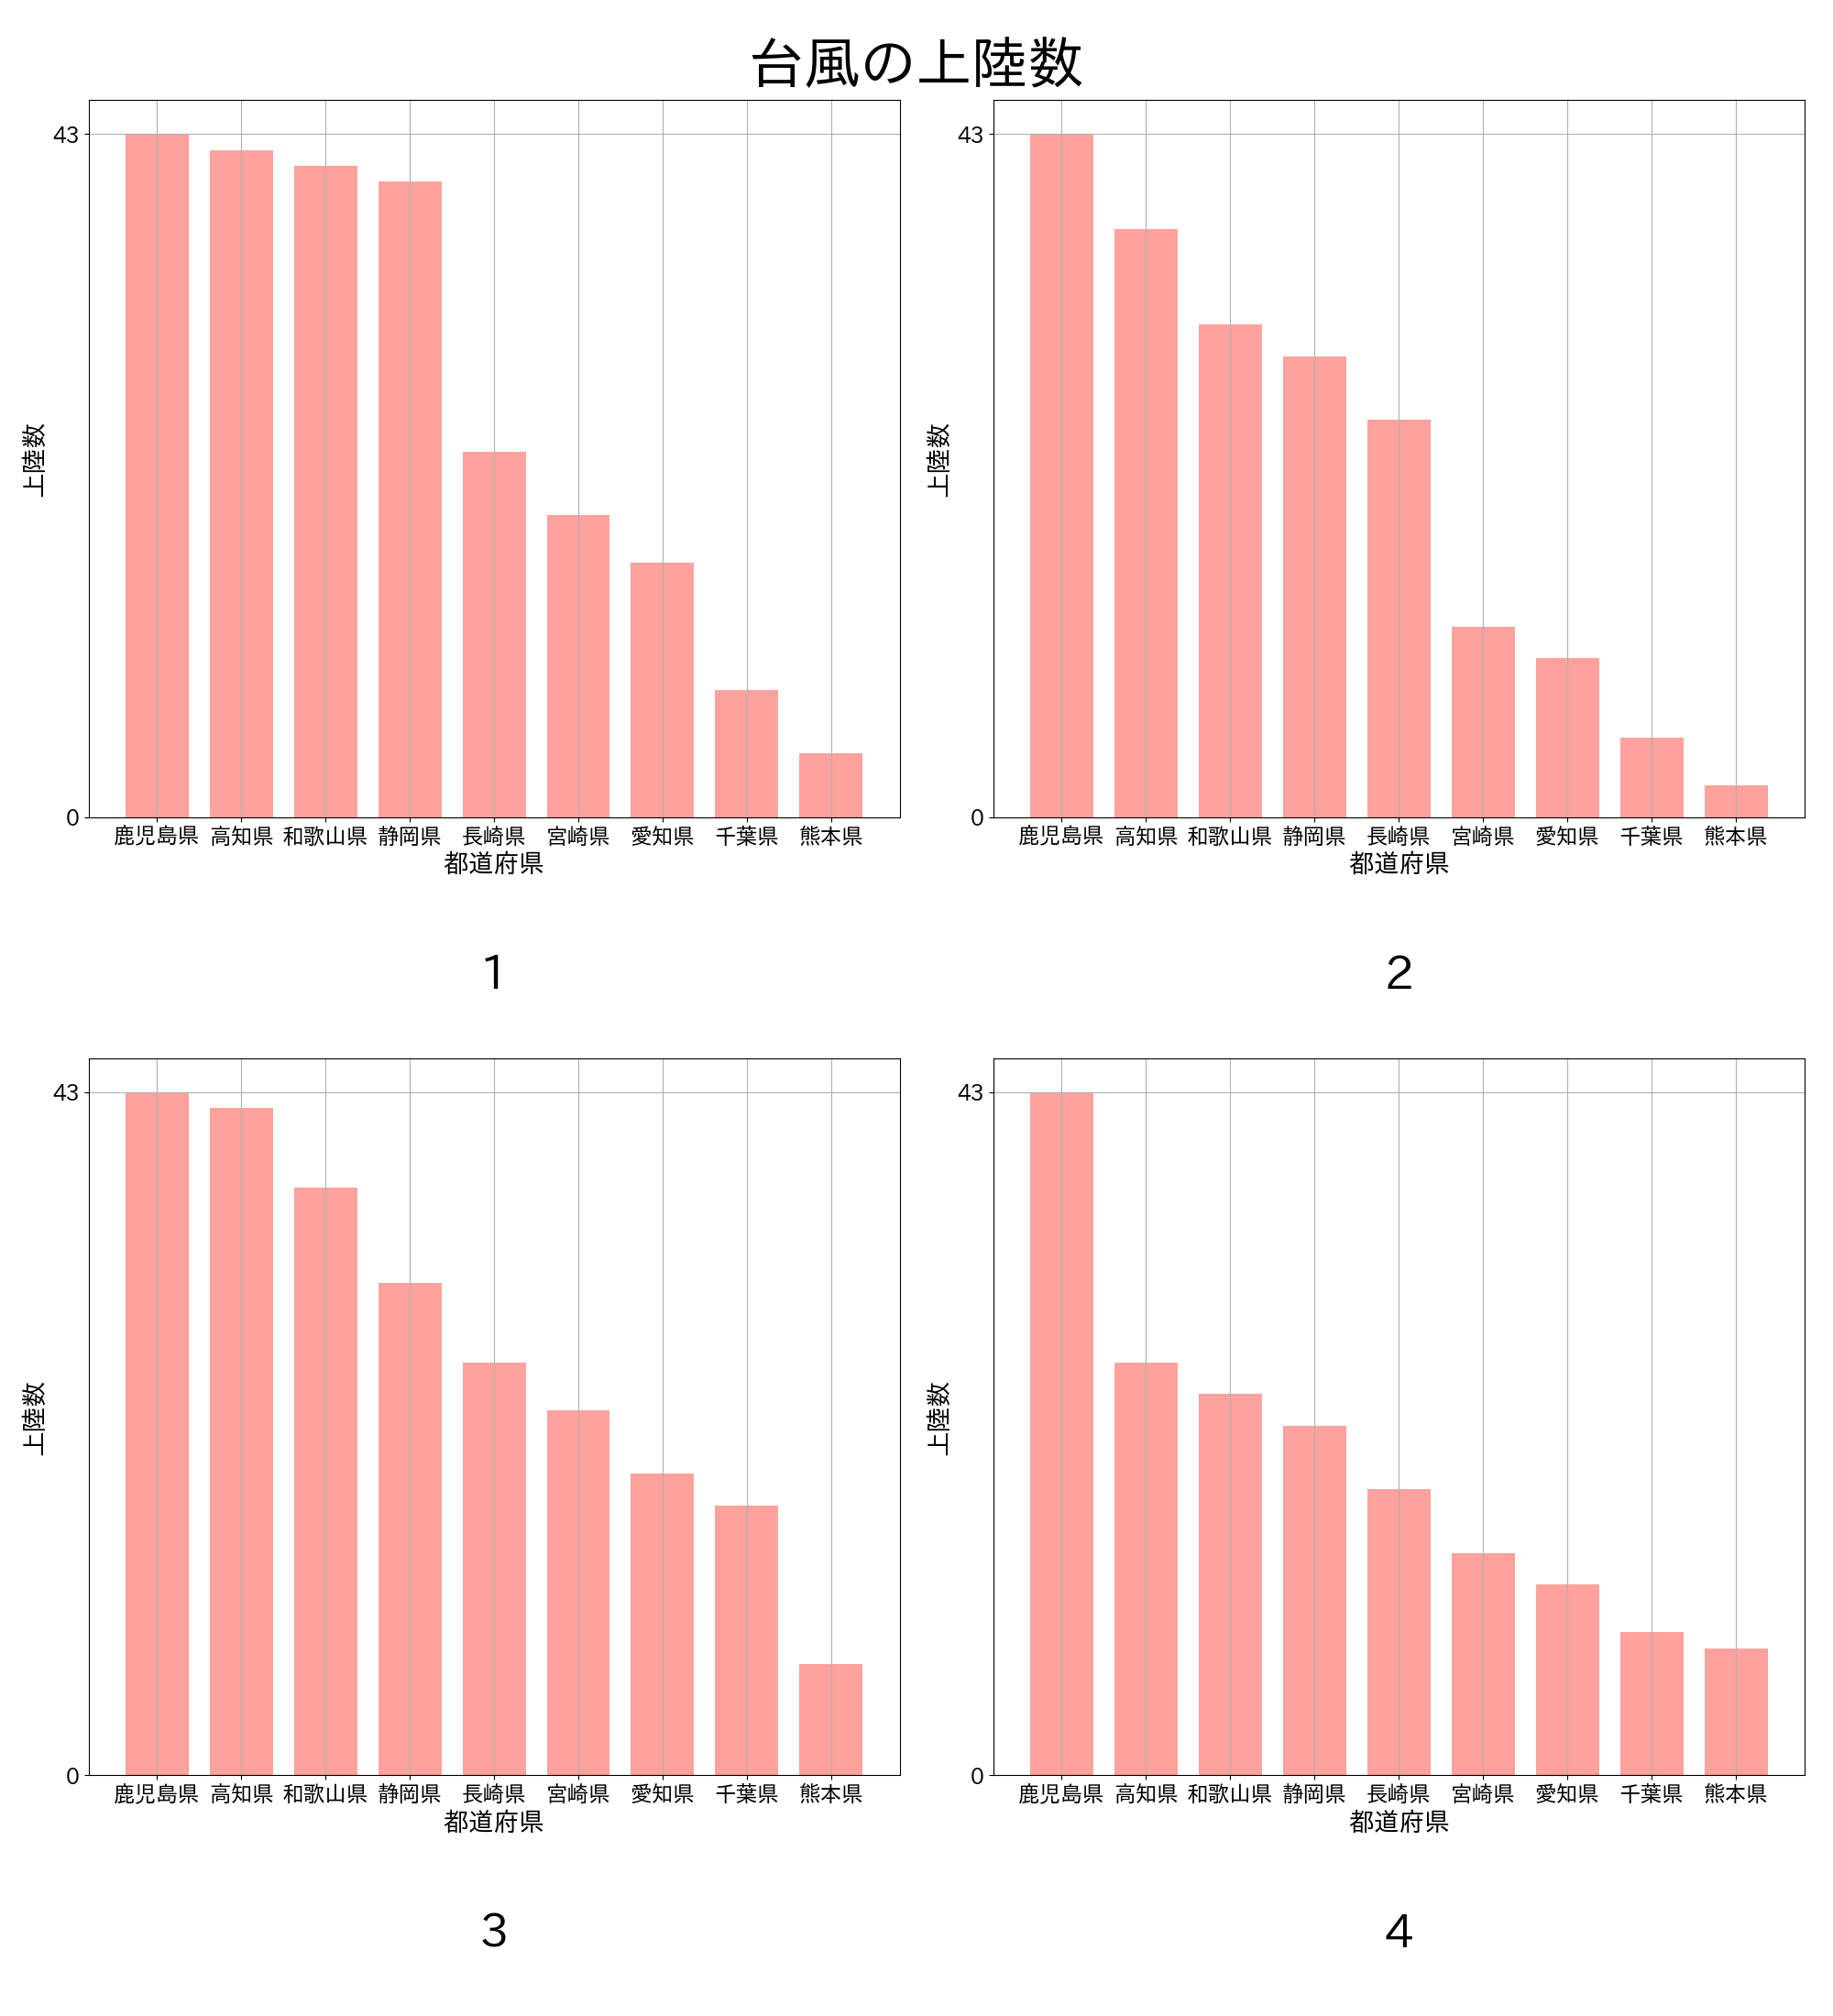 台風の上陸数
43
0
上陸数
鹿児島県 高知県 和歌山県 静岡県 長崎県 宮崎県 愛知県 千葉県 熊本県
都道府県
1
43
0
上陸数
鹿児島県 高知県 和歌山県 静岡県 長崎県 宮崎県 愛知県 千葉県 熊本県
都道府県
2
43
0
上陸数
鹿児島県 高知県 和歌山県 静岡県 長崎県 宮崎県 愛知県 千葉県 熊本県
都道府県
3
43
0
上陸数
鹿児島県 高知県 和歌山県 静岡県 長崎県 宮崎県 愛知県 千葉県 熊本県
都道府県
4